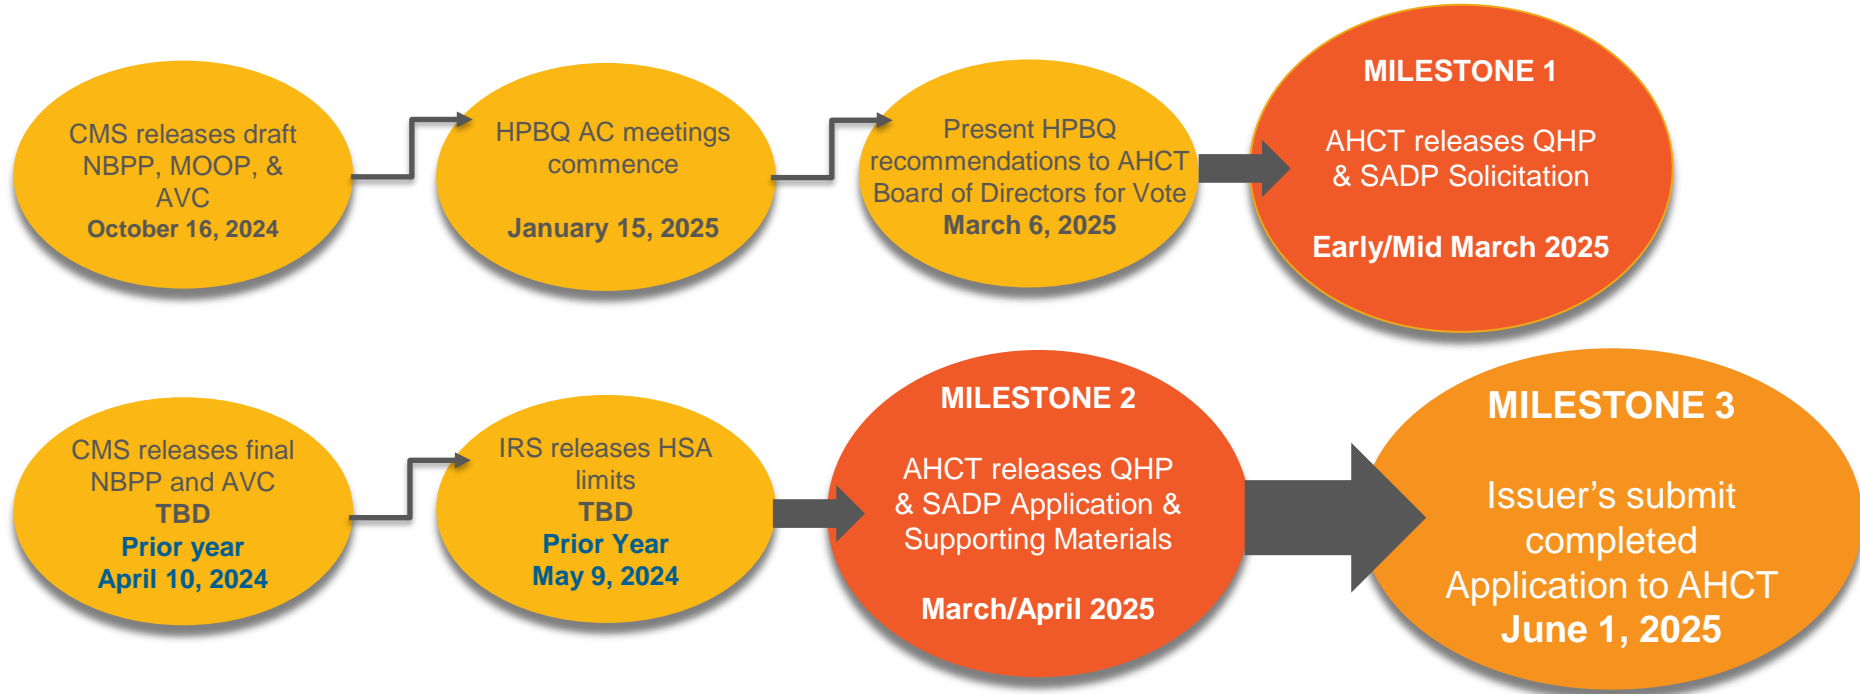 CMS releases draft
NBPP, MOOP, &
AVC
October 16, 2024
HPBQ AC meetings
commence
January 15, 2025
Present HPBQ
recommendations to AHCT
Board of Directors for Vote
March 6, 2025
MILESTONE 1
AHCT releases QHP
& SADP Solicitation
Early/Mid March 2025
CMS releases final
NBPP and AVC
TBD
Prior year
April 10, 2024
IRS releases HSA
limits
TBD
Prior Year
May 9, 2024
MILESTONE 2
AHCT releases QHP
& SADP Application &
Supporting Materials
March/April 2025
MILESTONE 3
Issuer’s submit
completed
Application to AHCT
June 1, 2025